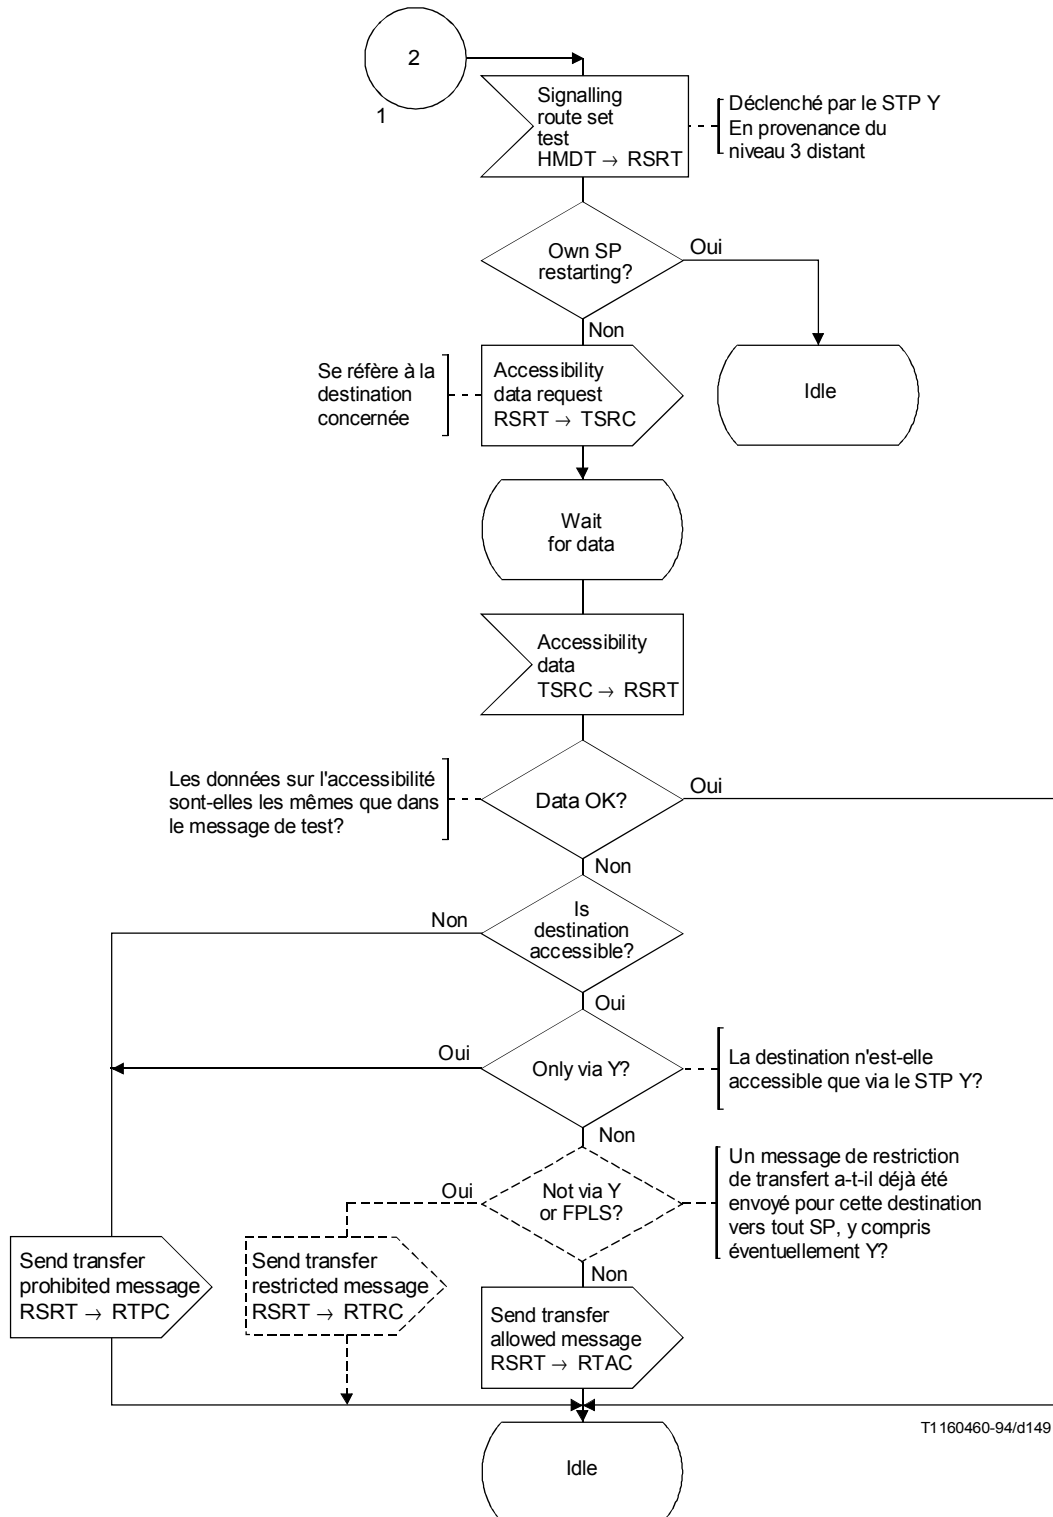 2
1
Signalling
route set
test
HMDT → RSRT
Déclenché par le STP Y
En provenance du
niveau 3 distant
Own SP
restarting?
Oui
Non
Se réfère à la
destination
concernée
Accessibility
data request
RSRT → TSRC
Idle
Wait
for data
Accessibility
data
TSRC → RSRT
Les données sur l'accessibilité
sont-elles les mêmes que dans
le message de test?
Data OK?
Oui
Non
Is
destination
accessible?
Non
Oui
Only via Y?
Oui
La destination n'est-elle
accessible que via le STP Y?
Non
Not via Y
or FPLS?
Oui
Un message de restriction
de transfert a-t-il déjà été
envoyé pour cette destination
vers tout SP, y compris
éventuellement Y?
Non
Send transfer
prohibited message
RSRT → RTPC
Send transfer
restricted message
RSRT → RTRC
Send transfer
allowed message
RSRT → RTAC
T1160460-94/d149
Idle